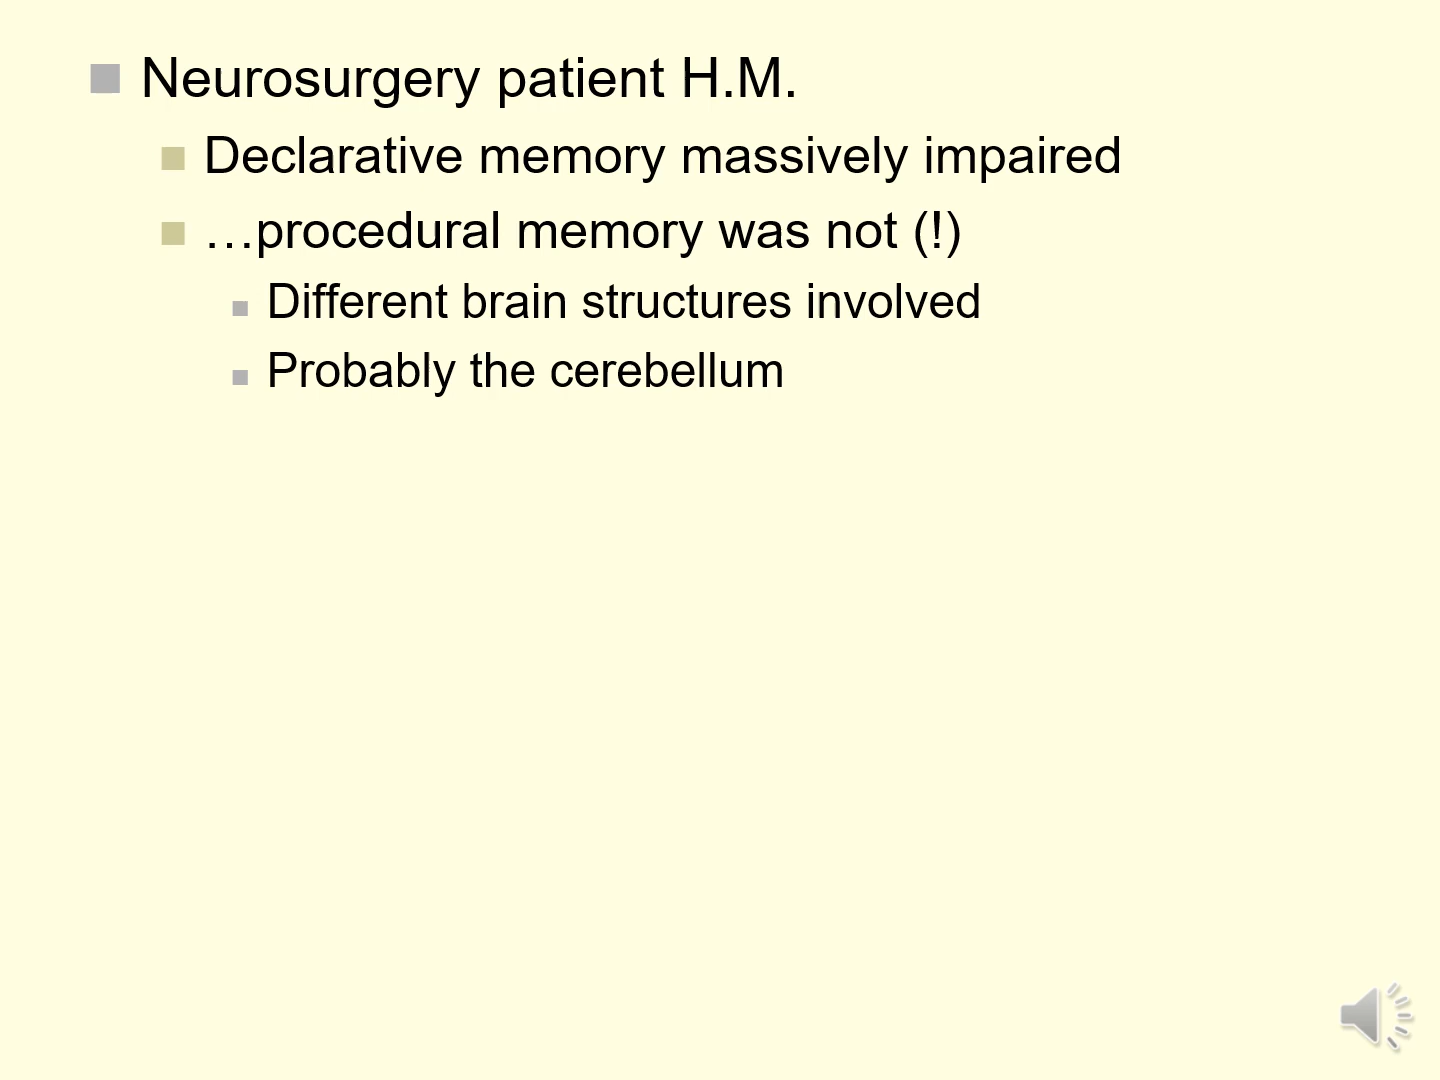 Neurosurgery patient H.M.
Declarative memory massively impaired
…procedural memory was not (!)
Different brain structures involved
Probably the cerebellum